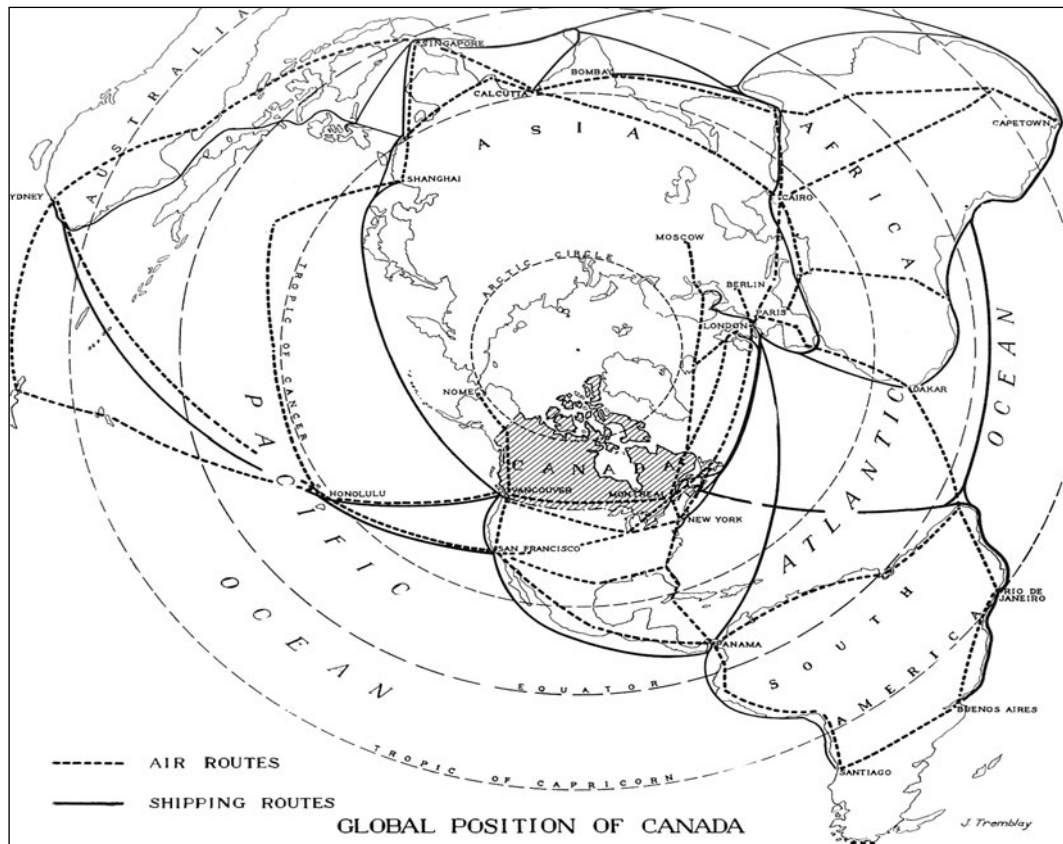 SINGAPORE
BOMBAY
CALCUTTA
AUSTRALIA
ASIA
AFRICA
CAPETOWN
SHANGHAI
YDNEY
CAIRO
MOSCOW
ARCTIC CIRCLE
BERLIN
PARIS
LONDON
TROPIC OF CANCER
NOME
DAKAR
OCEAN
ATLANTIC
PACIFIC
OCEAN
CANADA
VANCOUVER
MONTREAL
HONOLULU
NEW YORK
SAN FRANCISCO
RIO DE
JANEIRO
PANAMA
SOUTH
AMERICA
EQUATOR
BUENOS AIRES
TROPIC OF CAPRICORN
SANTIAGO
AIR ROUTES
SHIPPING ROUTES
GLOBAL POSITION OF CANADA
J. Tremblay